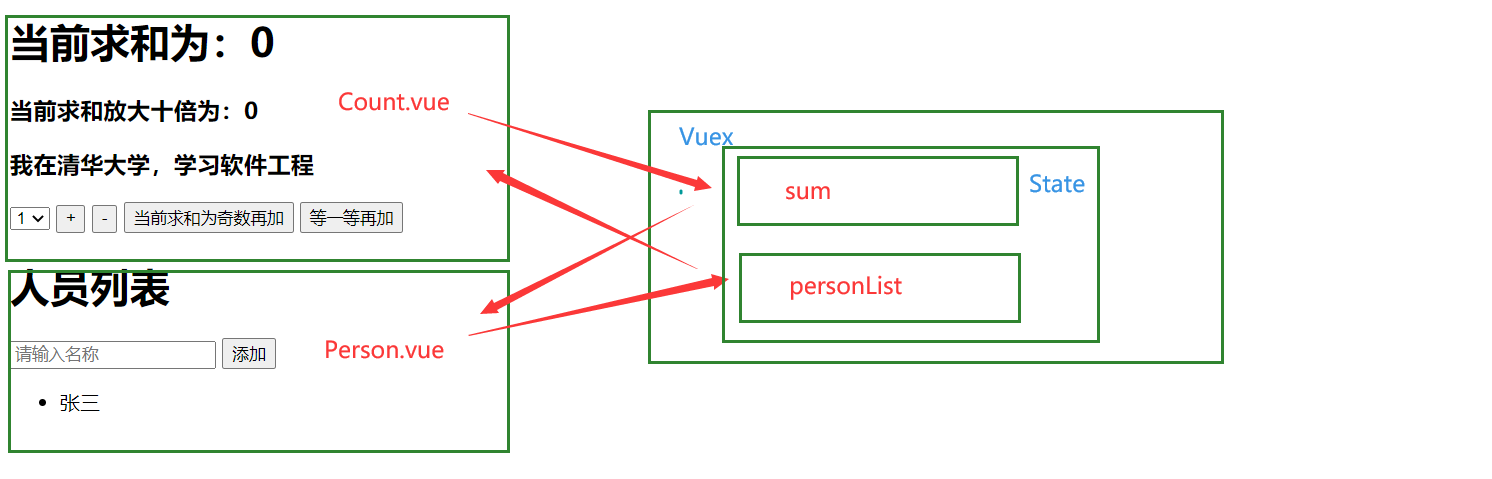 当前求和为：0
当前求和放大十倍为：0
Count.vue
我在清华大学，学习软件工程
1 + - 当前求和为奇数再加 等一等再加
人员列表
请输入名称 添加
Person.vue
张三
Vuex
State
sum
personList